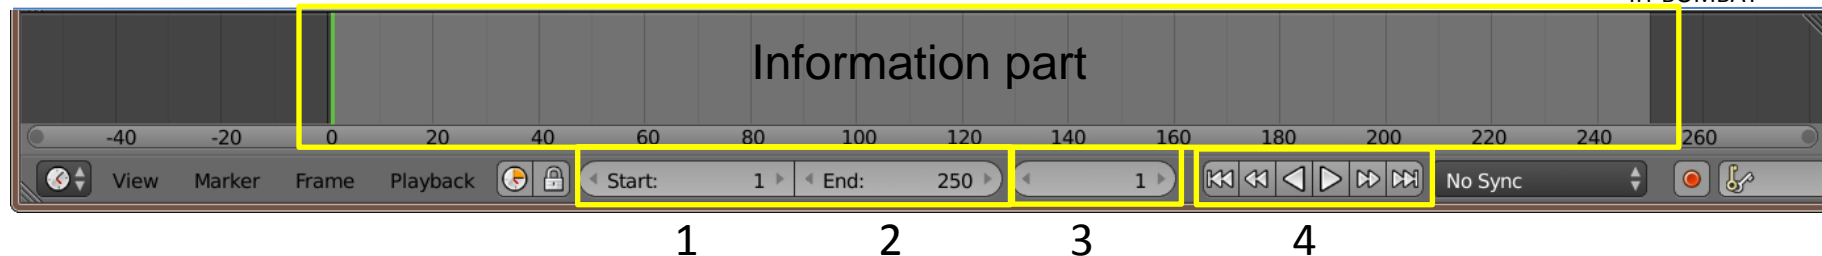 Information part
-40 -20 0 20 40 60 80 100 120 140 160 180 200 220 240 260
View Marker Frame Playback Start: 1 End: 250 1 No Sync
1 2 3 4